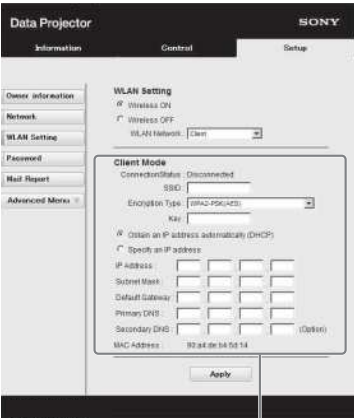 Data Projector
SONY
Information Control Setup
Owner information
Network
WLAN Setting
Password
Mail Report
Advanced Menu
WLAN Setting
Wireless ON
Wireless OFF
WLAN Network : Client
Client Mode
ConnectionStatus : Disconnected
SSID :
Encryption Type : WPA2-PSK(AES)
Key :
Obtain an IP address automatically (DHCP)
Specify an IP address
IP Address :
Subnet Mask :
Default Gateway :
Primary DNS :
Secondary DNS : (Option)
MAC Address :
Apply